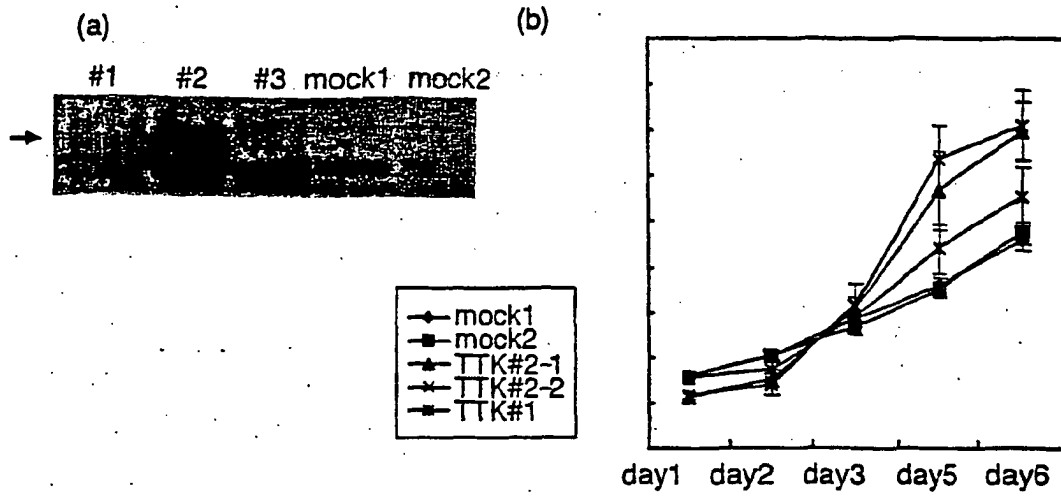 (a)
#1 #2 #3 mock1 mock2
mock1
mock2
TTK#2-1
TTK#2-2
TTK#1
(b)
day1 day2 day3 day5 day6